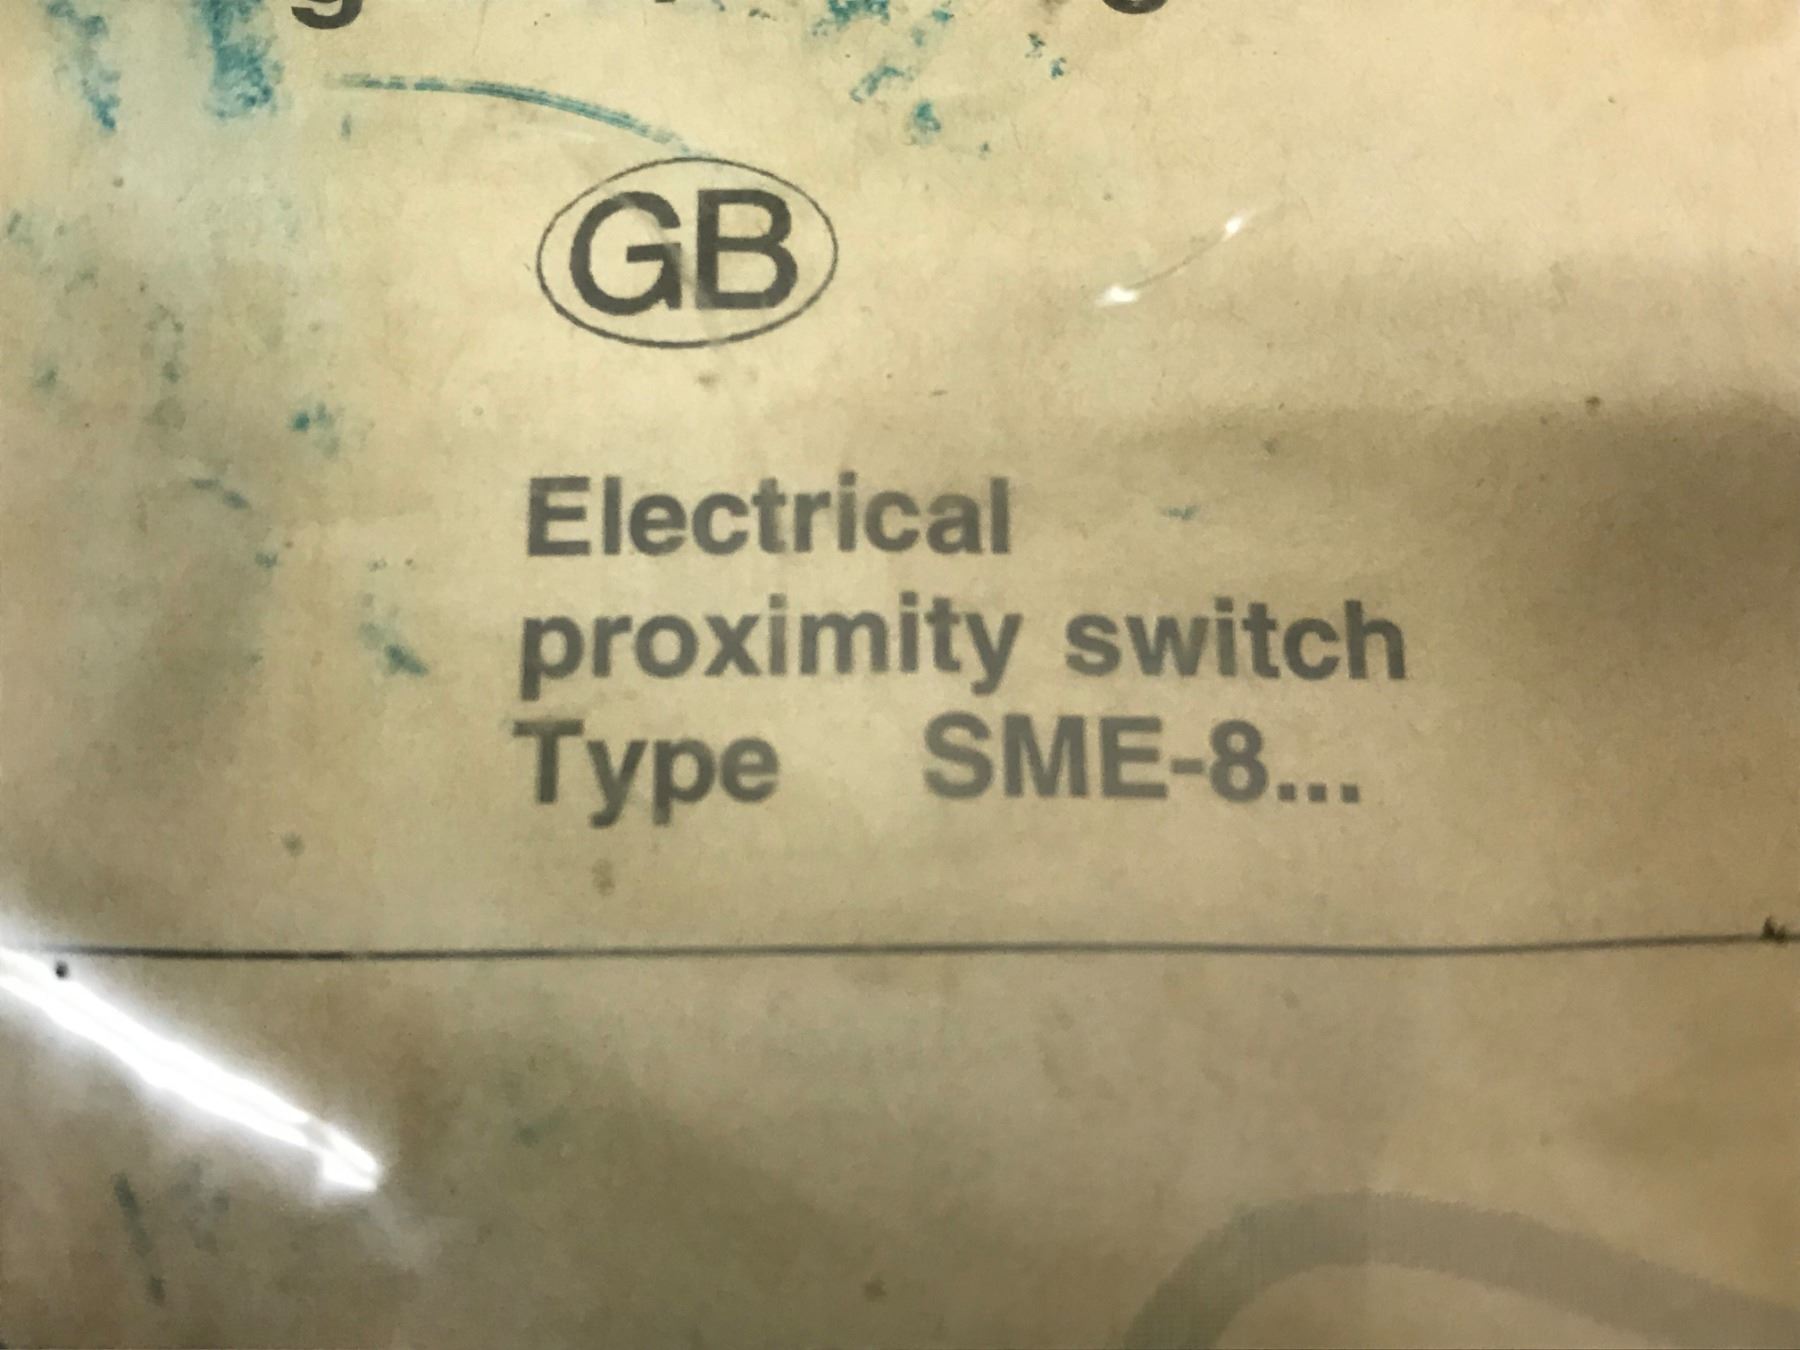 GB
Electrical
proximity switch
Type SME-8...